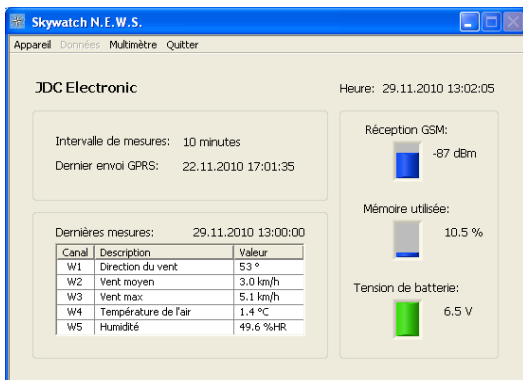 Skywatch N.E.W.S.
Appareil Données Multimètre Quitter
JDC Electronic
Heure: 29.11.2010 13:02:05
Intervalle de mesures: 10 minutes
Dernier envoi GPRS: 22.11.2010 17:01:35
Réception GSM:
-87 dBm
Mémoire utilisée:
10.5 %
Tension de batterie:
6.5 V
Dernières mesures: 29.11.2010 13:00:00
Canal Description Valeur
W1 Direction du vent 53 °
W2 Vent moyen 3.0 km/h
W3 Vent max 5.1 km/h
W4 Température de l'air 1.4 °C
W5 Humidité 49.6 %HR